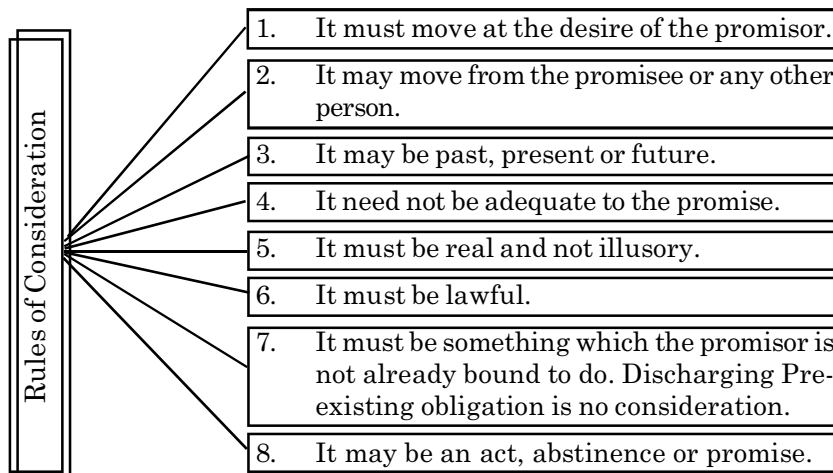 Rules of Consideration
1. It must move at the desire of the promisor.
2. It may move from the promisee or any other
person.
3. It may be past, present or future.
4. It need not be adequate to the promise.
5. It must be real and not illusory.
6. It must be lawful.
7. It must be something which the promisor is
not already bound to do. Discharging Pre-
existing obligation is no consideration.
8. It may be an act, abstinence or promise.